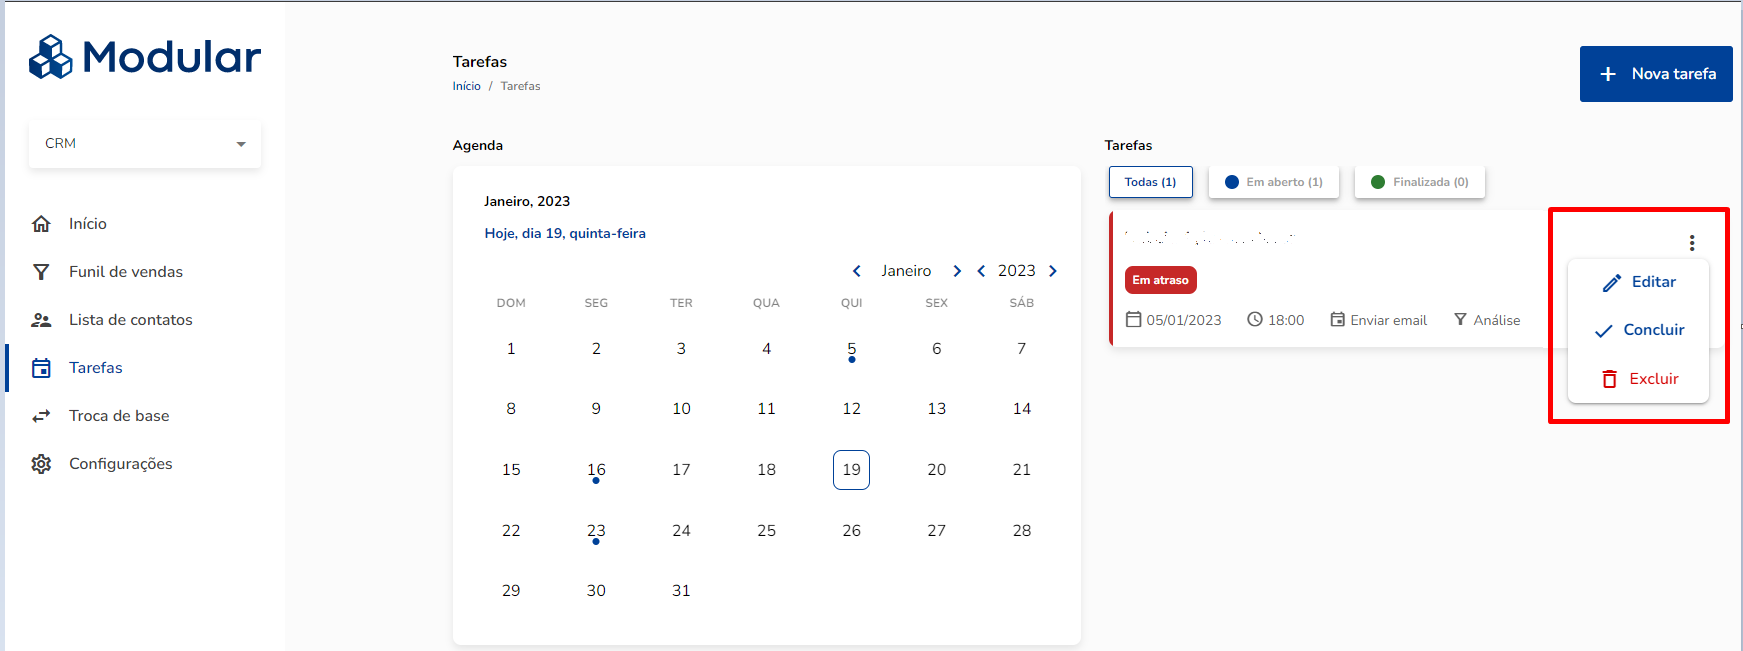 Modular
CRM
Início
Funil de vendas
Lista de contatos
Tarefas
Troca de base
Configurações
Tarefas
Início / Tarefas
Nova tarefa
Agenda
Janeiro, 2023
Hoje, dia 19, quinta-feira
Janeiro 2023
DOM SEG TER QUA QUI SEX SÁB
1 2 3 4 5 6 7
8 9 10 11 12 13 14
15 16 17 18 19 20 21
22 23 24 25 26 27 28
29 30 31
Tarefas
Todas (1) Em aberto (1) Finalizada (0)
Em atraso
05/01/2023 18:00 Enviar email Análise
Editar
Concluir
Excluir